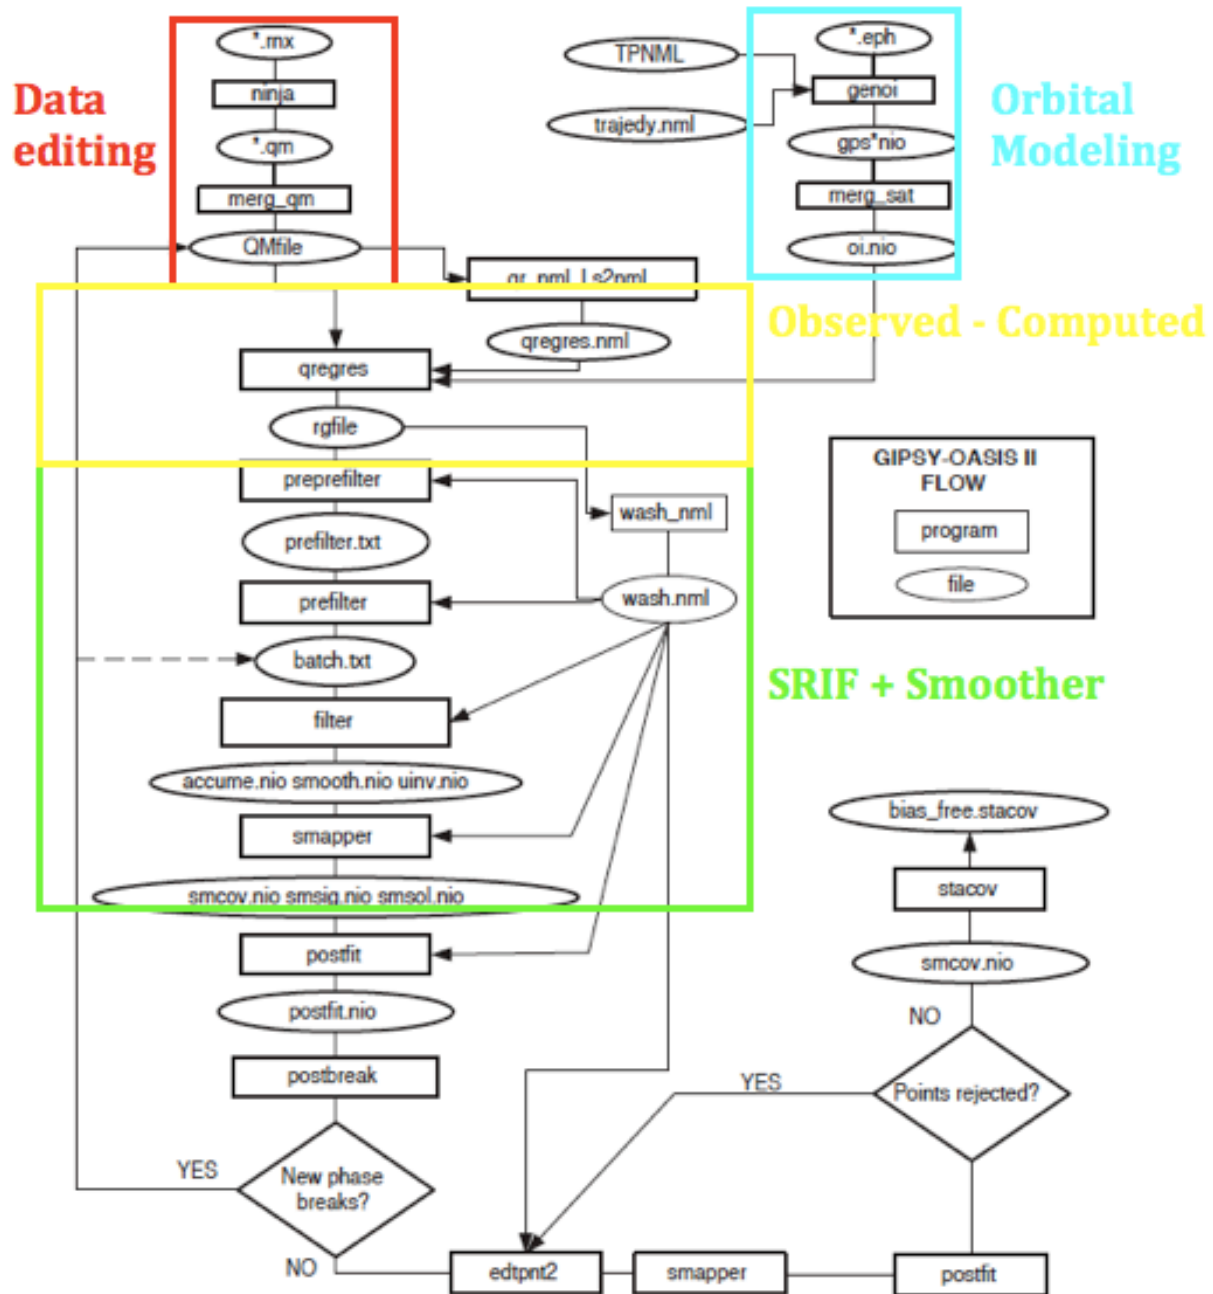 *.rnx
ninja
*.qm
merg_qm
QMfile
Data
editing
TPNML
trajedy.nml
*.eph
genoi
gps*nio
merg_sat
oi.nio
Orbital
Modeling
qr_nml Ls2nml
qregres.nml
Observed - Computed
qregres
rgfile
preprefilter
prefilter.txt
prefilter
batch.txt
filter
accume.nio smooth.nio uinv.nio
smapper
smcov.nio smsig.nio smsol.nio
wash_nml
wash.nml
GIPSY-OASIS II
FLOW
program
file
SRIF + Smoother
postfit
postfit.nio
postbreak
New phase
breaks?
YES
NO
edtpnt2
smapper
postfit
Points rejected?
YES
NO
smcov.nio
stacov
bias_free.stacov